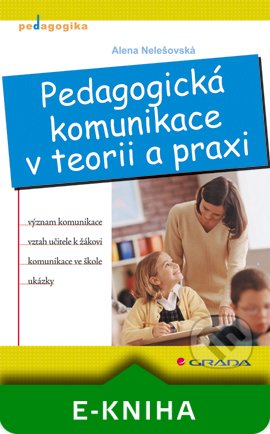 pedagogika
Alena Nelešovská
Pedagogická
komunikace
v teorii a praxi
význam komunikace
vztah učitele k žákovi
komunikace ve škole
ukázky
GRADA
E-KNIHA